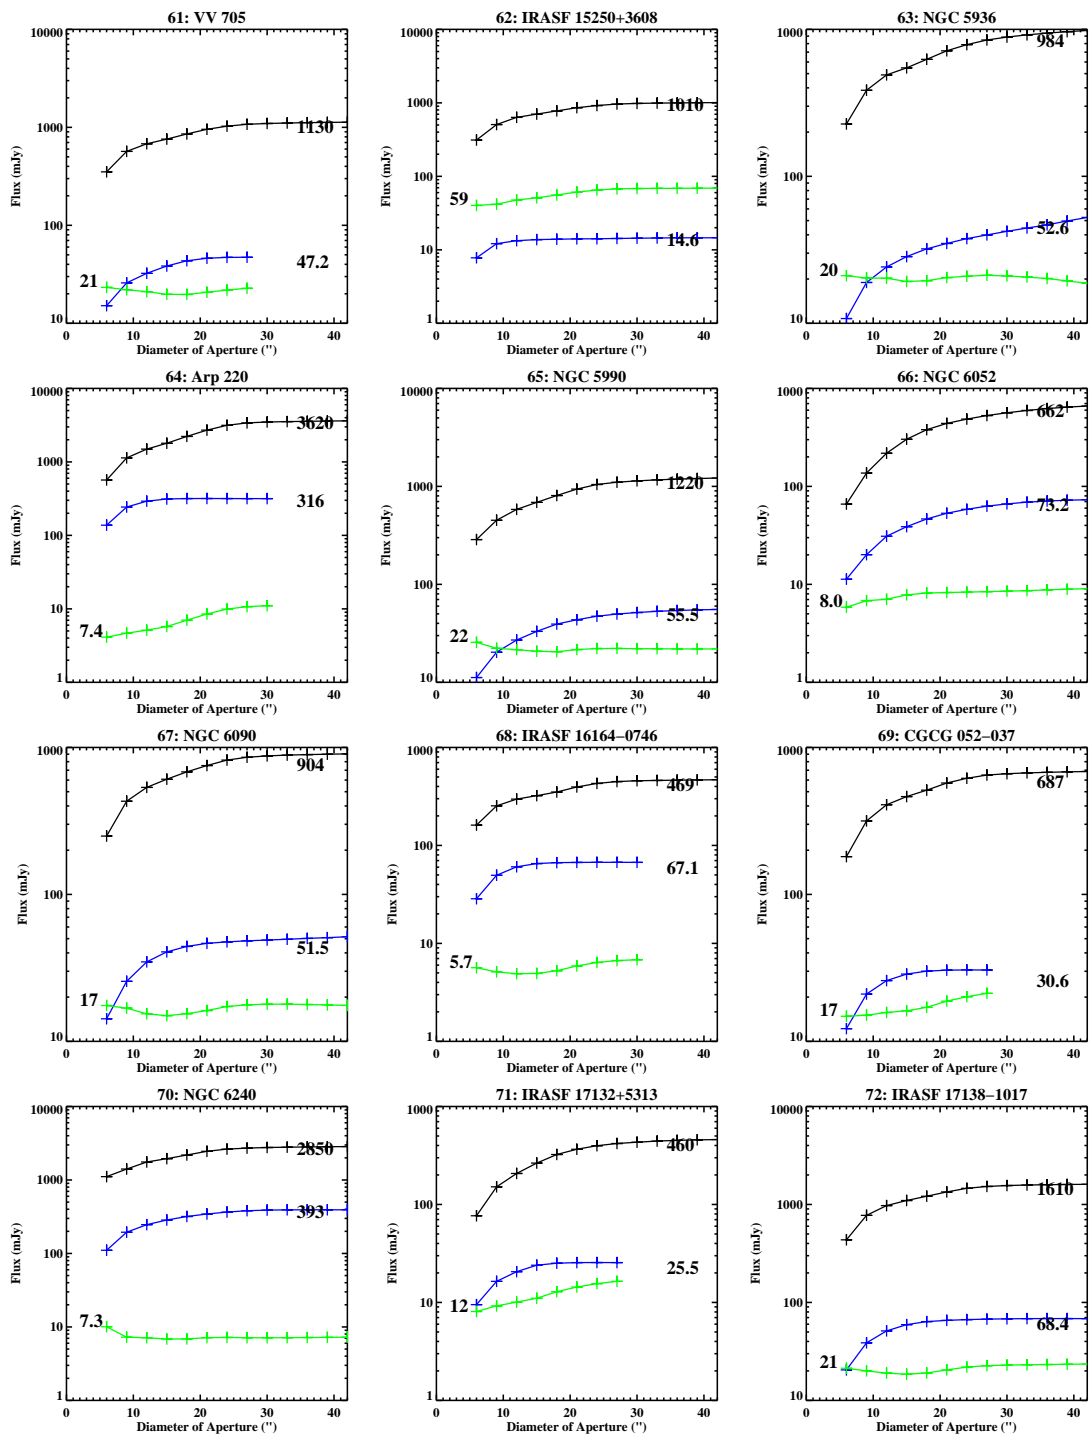 61: VV 705
10000
1000
100
10
Flux (mJy)
1130
47.2
21
0 10 20 30 40
Diameter of Aperture (")
62: IRASF 15250+3608
10000
1000
100
10
1
Flux (mJy)
1010
59
14.6
0 10 20 30 40
Diameter of Aperture (")
63: NGC 5936
1000
100
10
Flux (mJy)
984
52.6
20
0 10 20 30 40
Diameter of Aperture (")
64: Arp 220
10000
1000
100
10
1
Flux (mJy)
3620
316
7.4
0 10 20 30 40
Diameter of Aperture (")
65: NGC 5990
10000
1000
100
10
Flux (mJy)
1220
55.5
22
0 10 20 30 40
Diameter of Aperture (")
66: NGC 6052
1000
100
10
1
Flux (mJy)
662
73.2
8.0
0 10 20 30 40
Diameter of Aperture (")
67: NGC 6090
1000
100
10
Flux (mJy)
904
51.5
17
0 10 20 30 40
Diameter of Aperture (")
68: IRASF 16164−0746
1000
100
10
1
Flux (mJy)
469
67.1
5.7
0 10 20 30 40
Diameter of Aperture (")
69: CGCG 052−037
1000
100
10
Flux (mJy)
687
30.6
17
0 10 20 30 40
Diameter of Aperture (")
70: NGC 6240
10000
1000
100
10
1
Flux (mJy)
2850
393
7.3
0 10 20 30 40
Diameter of Aperture (")
71: IRASF 17132+5313
1000
100
10
1
Flux (mJy)
460
25.5
12
0 10 20 30 40
Diameter of Aperture (")
72: IRASF 17138−1017
10000
1000
100
10
Flux (mJy)
1610
68.4
21
0 10 20 30 40
Diameter of Aperture (")